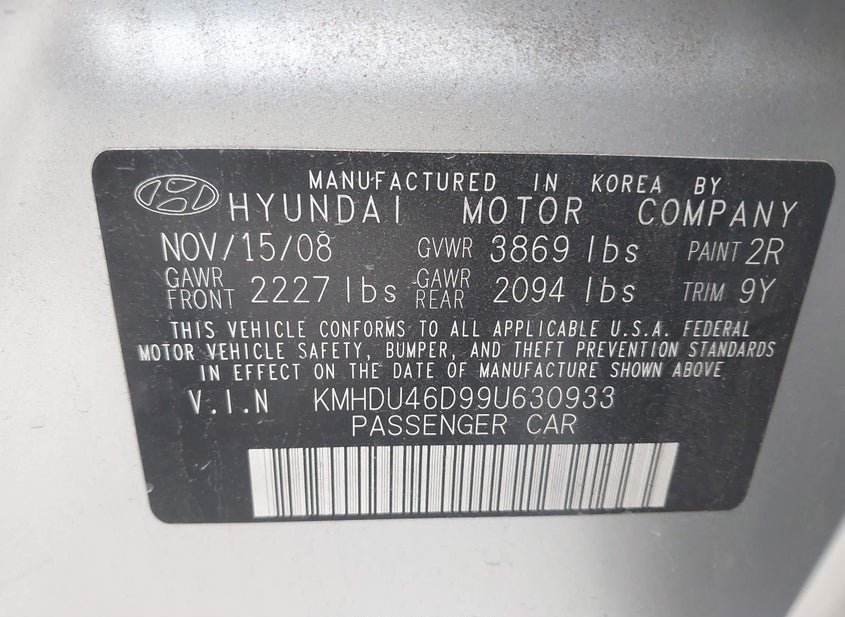 MANUFACTURED IN KOREA BY
HYUNDAI MOTOR COMPANY
NOV/15/08 GVWR 3869 lbs PAINT 2R
GAWR FRONT 2227 lbs GAWR REAR 2094 lbs TRIM 9Y
THIS VEHICLE CONFORMS TO ALL APPLICABLE U.S.A. FEDERAL
MOTOR VEHICLE SAFETY, BUMPER, AND THEFT PREVENTION STANDARDS
IN EFFECT ON THE DATE OF MANUFACTURE SHOWN ABOVE
V.I.N KMHDU46D99U630933
PASSENGER CAR